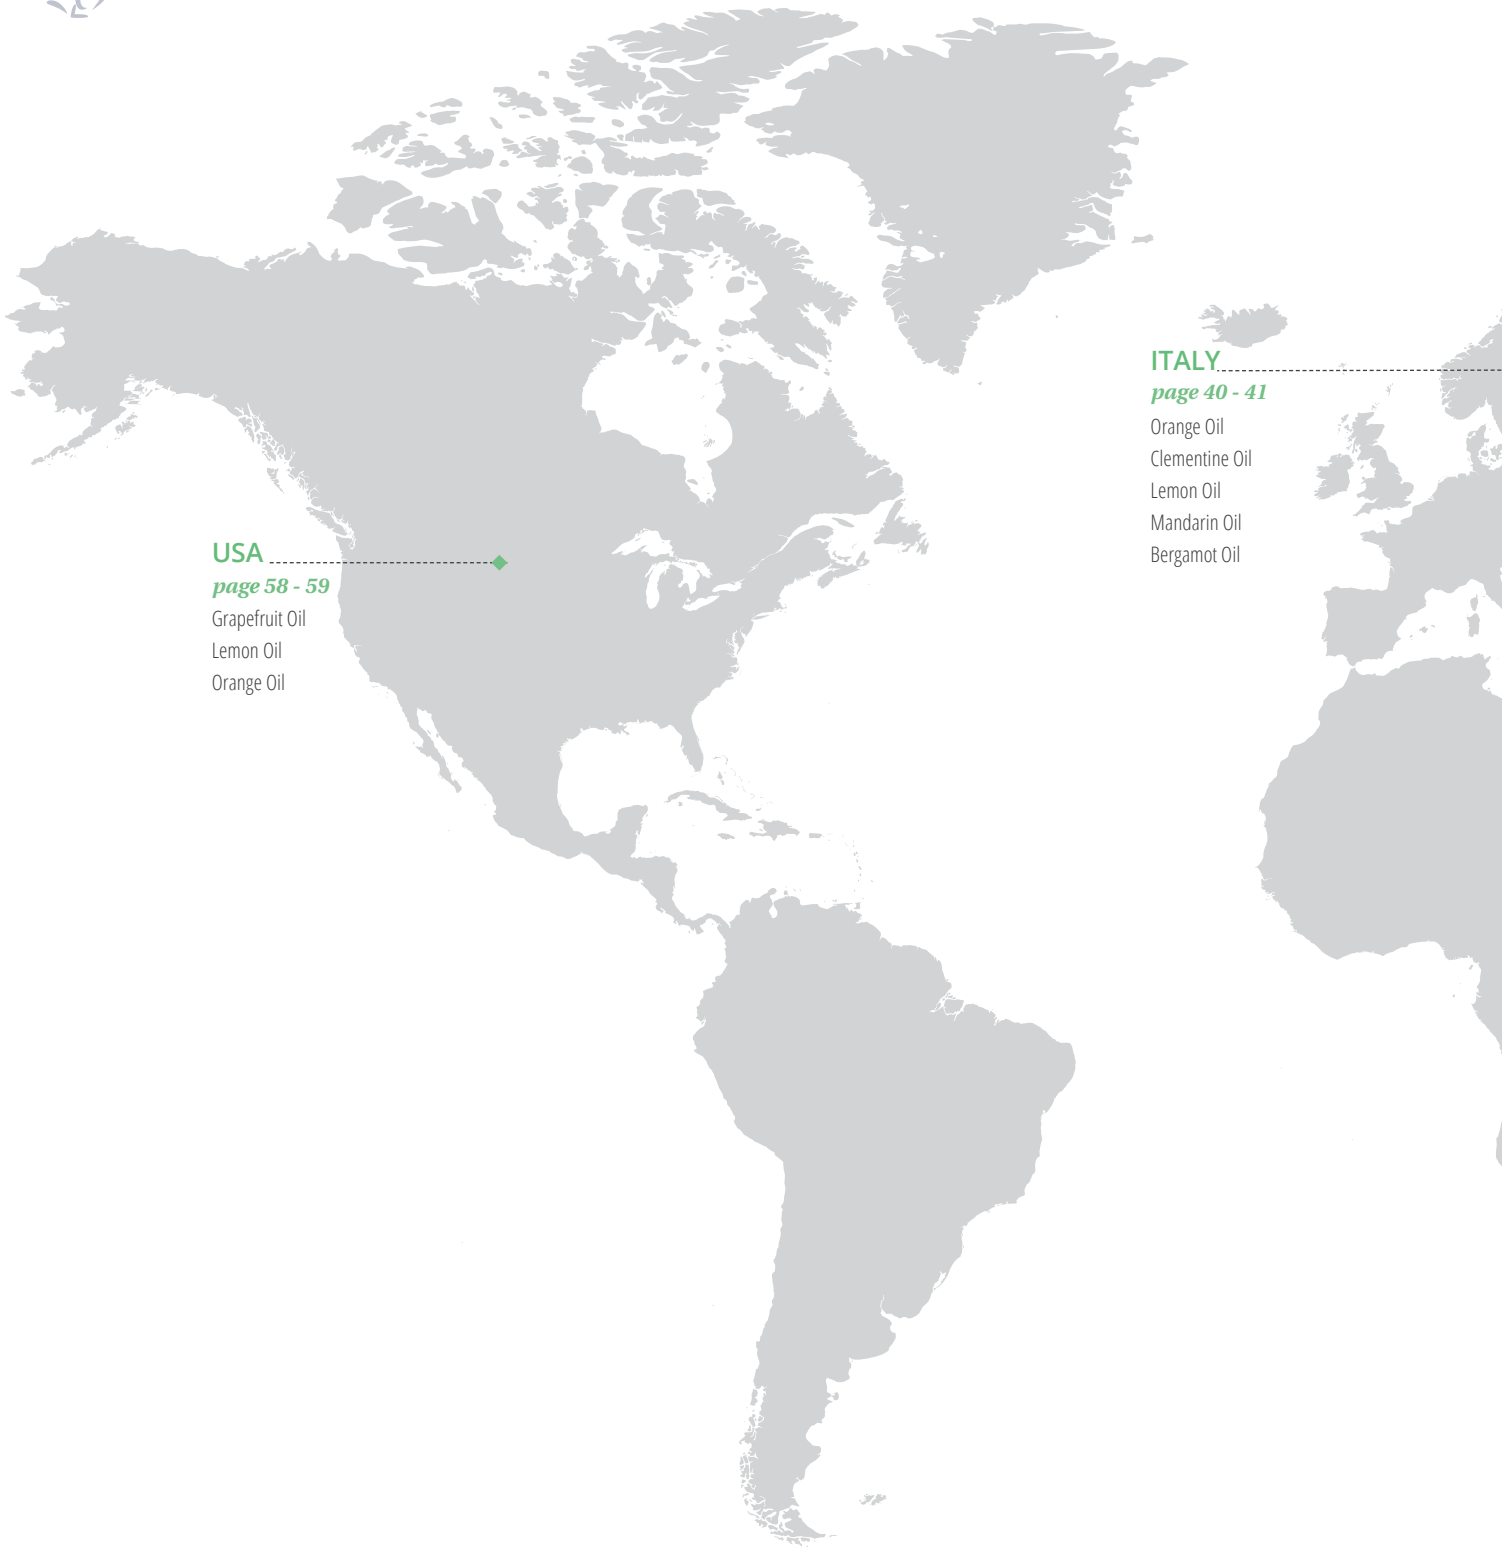 ITALY
page 40 - 41
Orange Oil
Clementine Oil
Lemon Oil
Mandarin Oil
Bergamot Oil
USA
page 58 - 59
Grapefruit Oil
Lemon Oil
Orange Oil